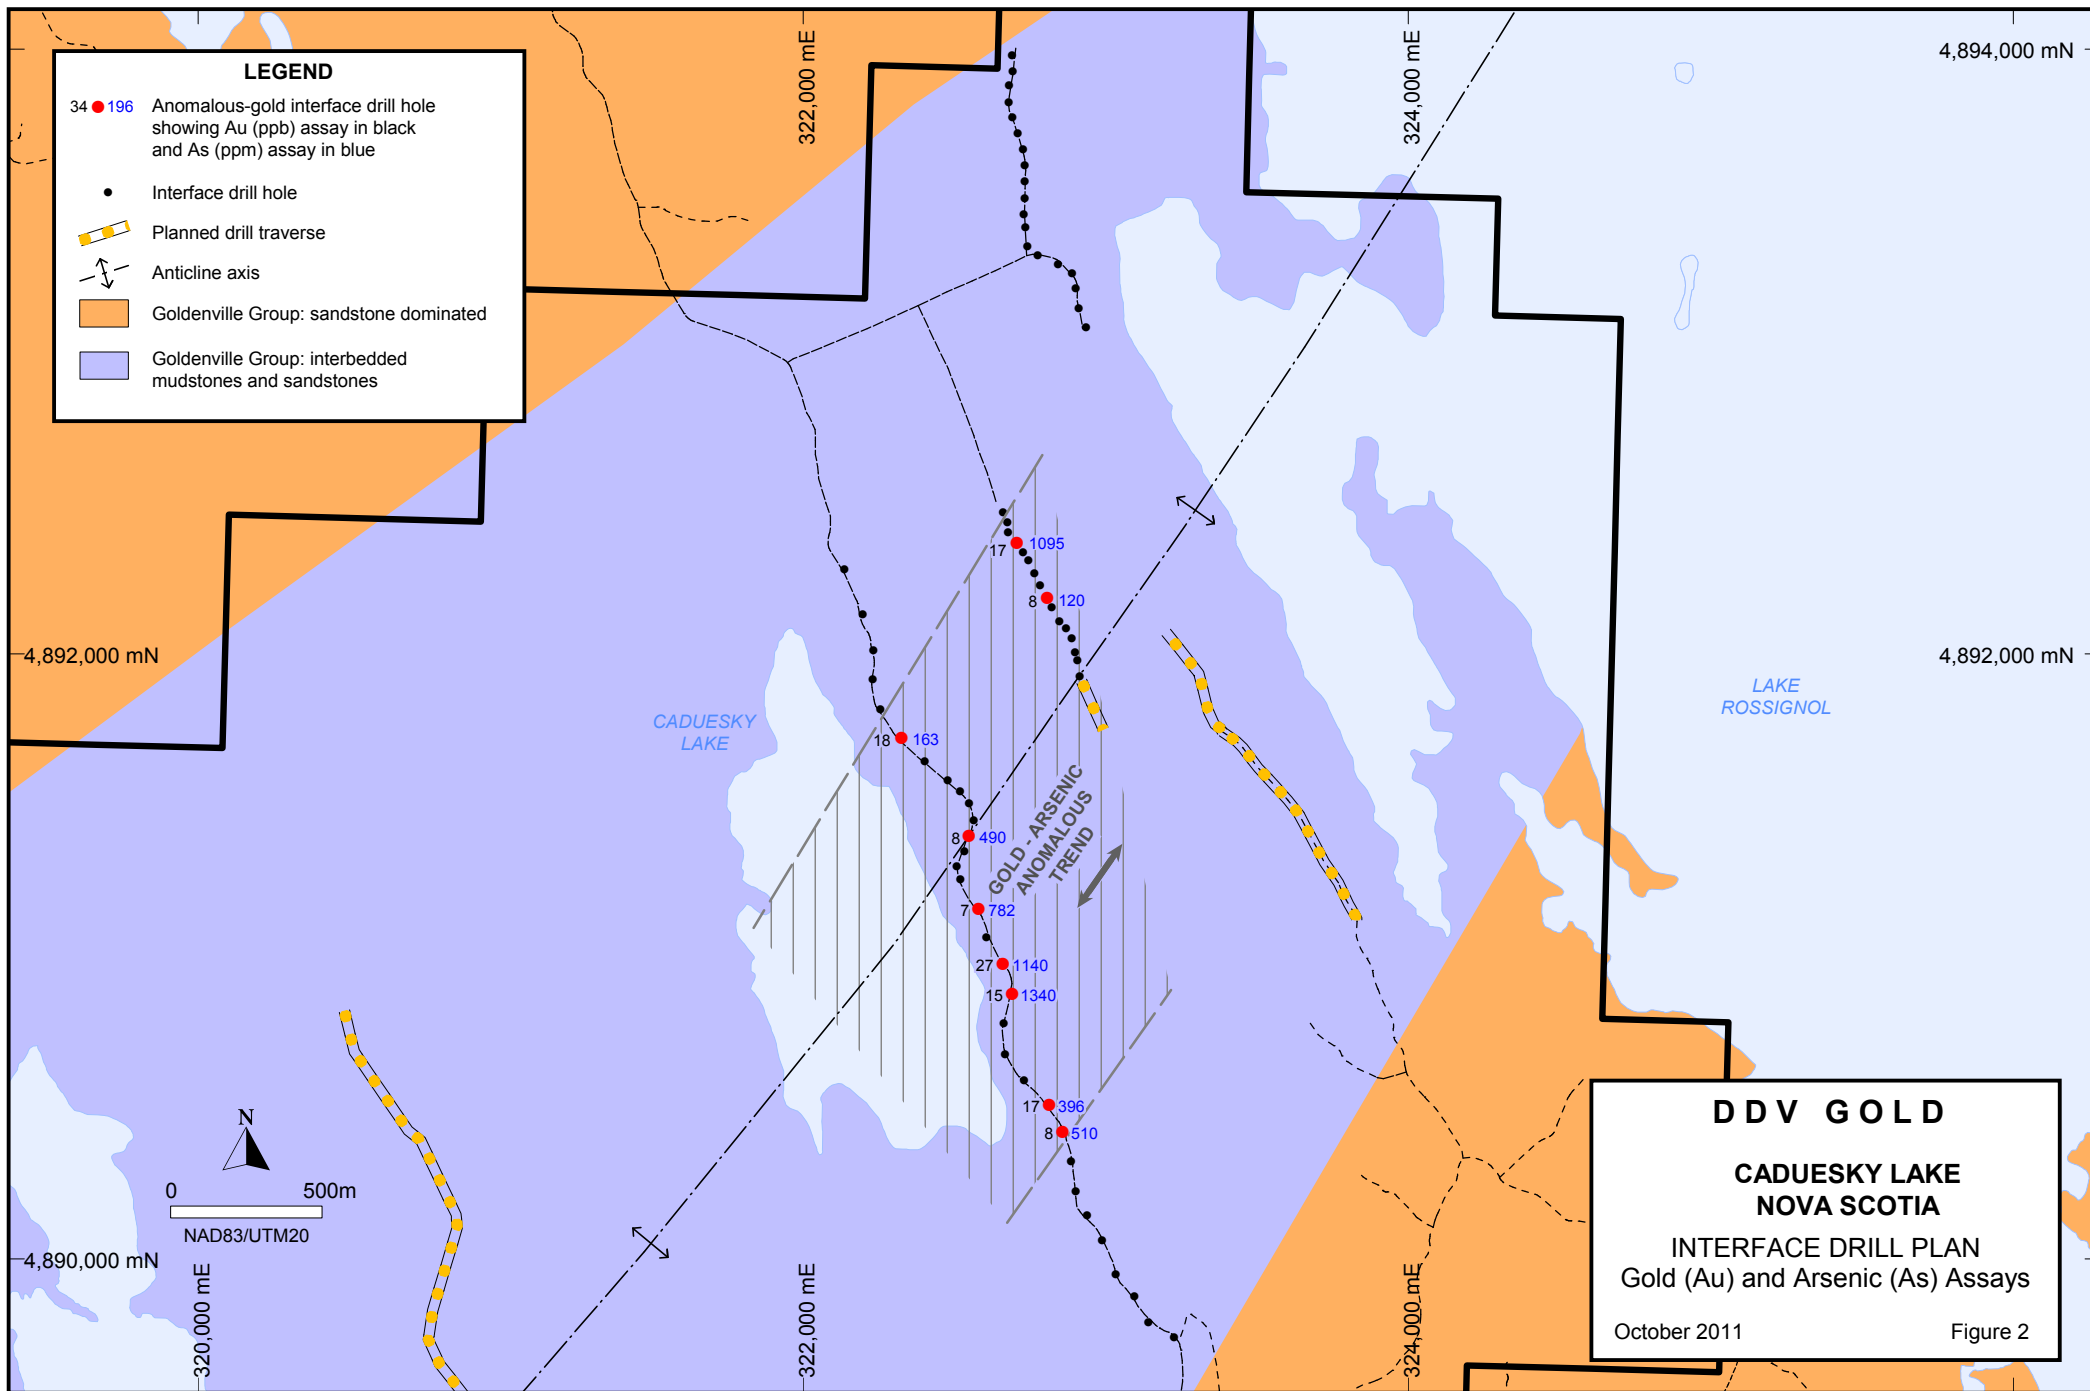 LEGEND
34 196 Anomalous-gold interface drill hole
showing Au (ppb) assay in black
and As (ppm) assay in blue
Interface drill hole
Planned drill traverse
Anticline axis
Goldenville Group: sandstone dominated
Goldenville Group: interbedded
mudstones and sandstones
322,000 mE
324,000 mE
4,894,000 mN
17 1095
8 120
4,892,000 mN
4,892,000 mN
CADUESKY
LAKE
LAKE
ROSSIGNOL
18 163
8 490
GOLD - ARSENIC
ANOMALOUS
TREND
7 782
27 1140
15 1340
17 396
8 510
N
0 500m
NAD83/UTM20
4,890,000 mN
320,000 mE
322,000 mE
324,000 mE
DDV GOLD
CADUESKY LAKE
NOVA SCOTIA
INTERFACE DRILL PLAN
Gold (Au) and Arsenic (As) Assays
October 2011 Figure 2